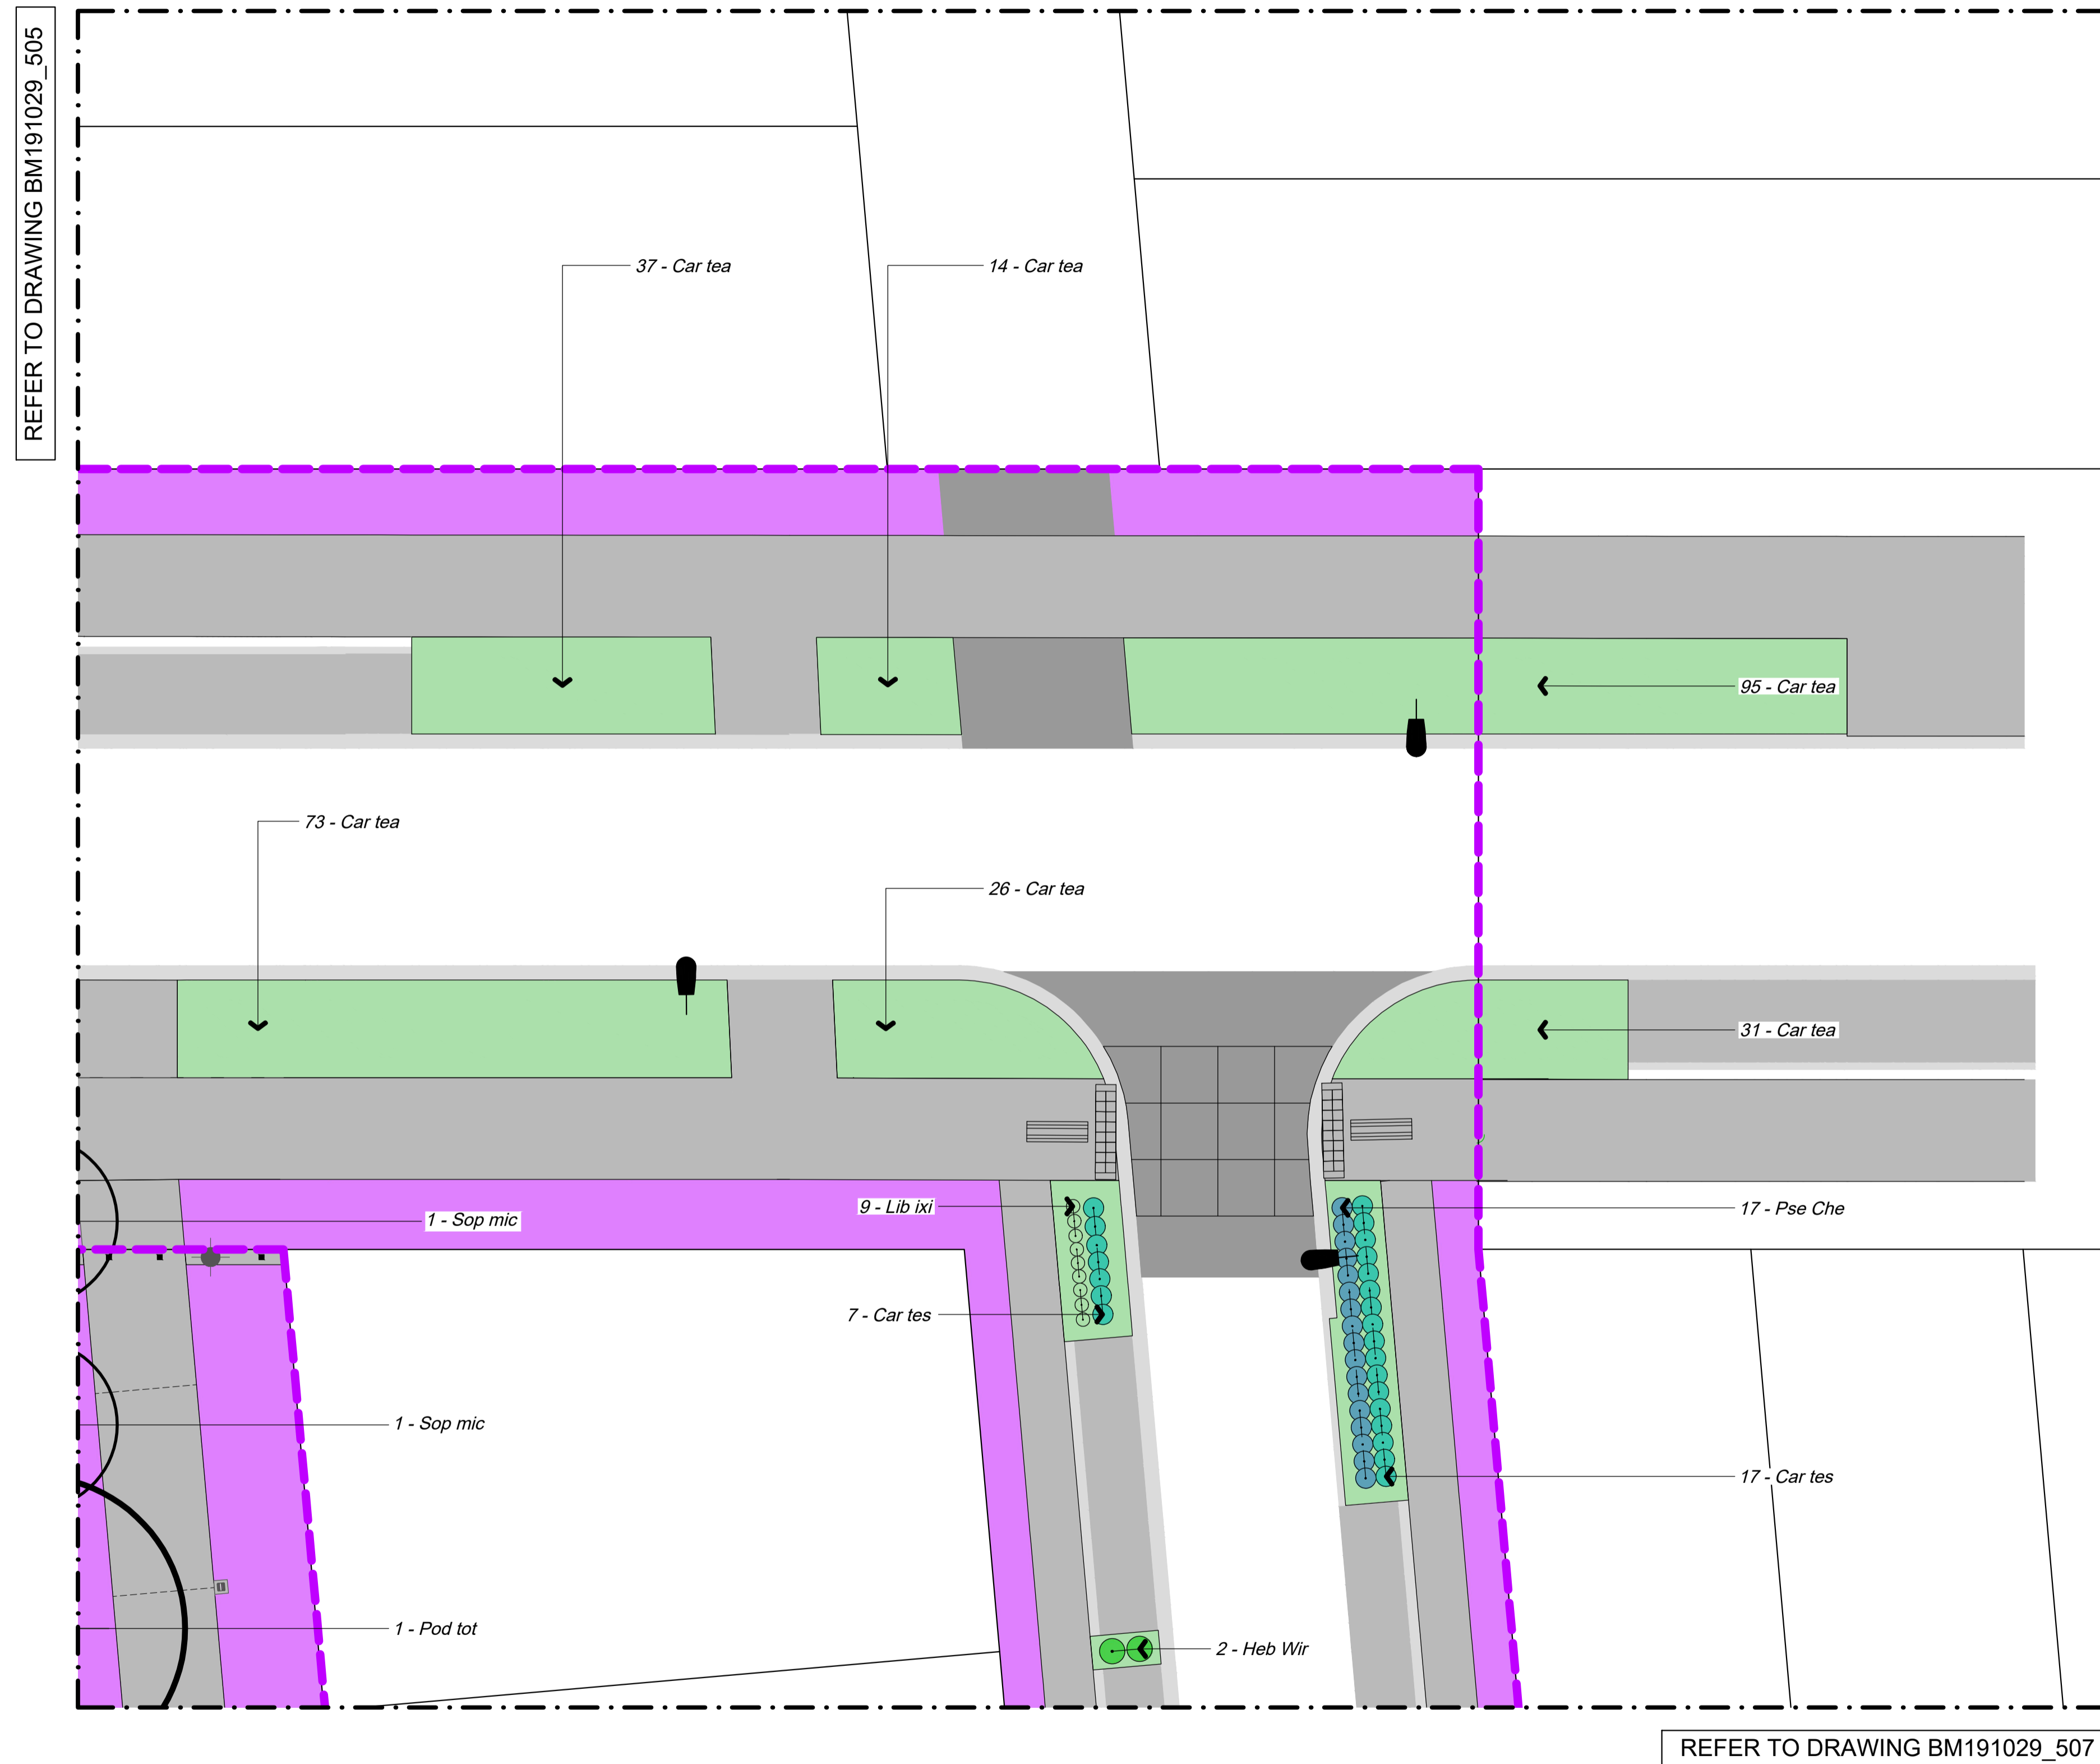 REFER TO DRAWING BM191029_505
37 - Car tea
14 - Car tea
95 - Car tea
73 - Car tea
26 - Car tea
31 - Car tea
9 - Lib ixi
17 - Pse Che
1 - Sop mic
7 - Car tes
1 - Sop mic
17 - Car tes
1 - Pod tot
2 - Heb Wir
REFER TO DRAWING BM191029_507